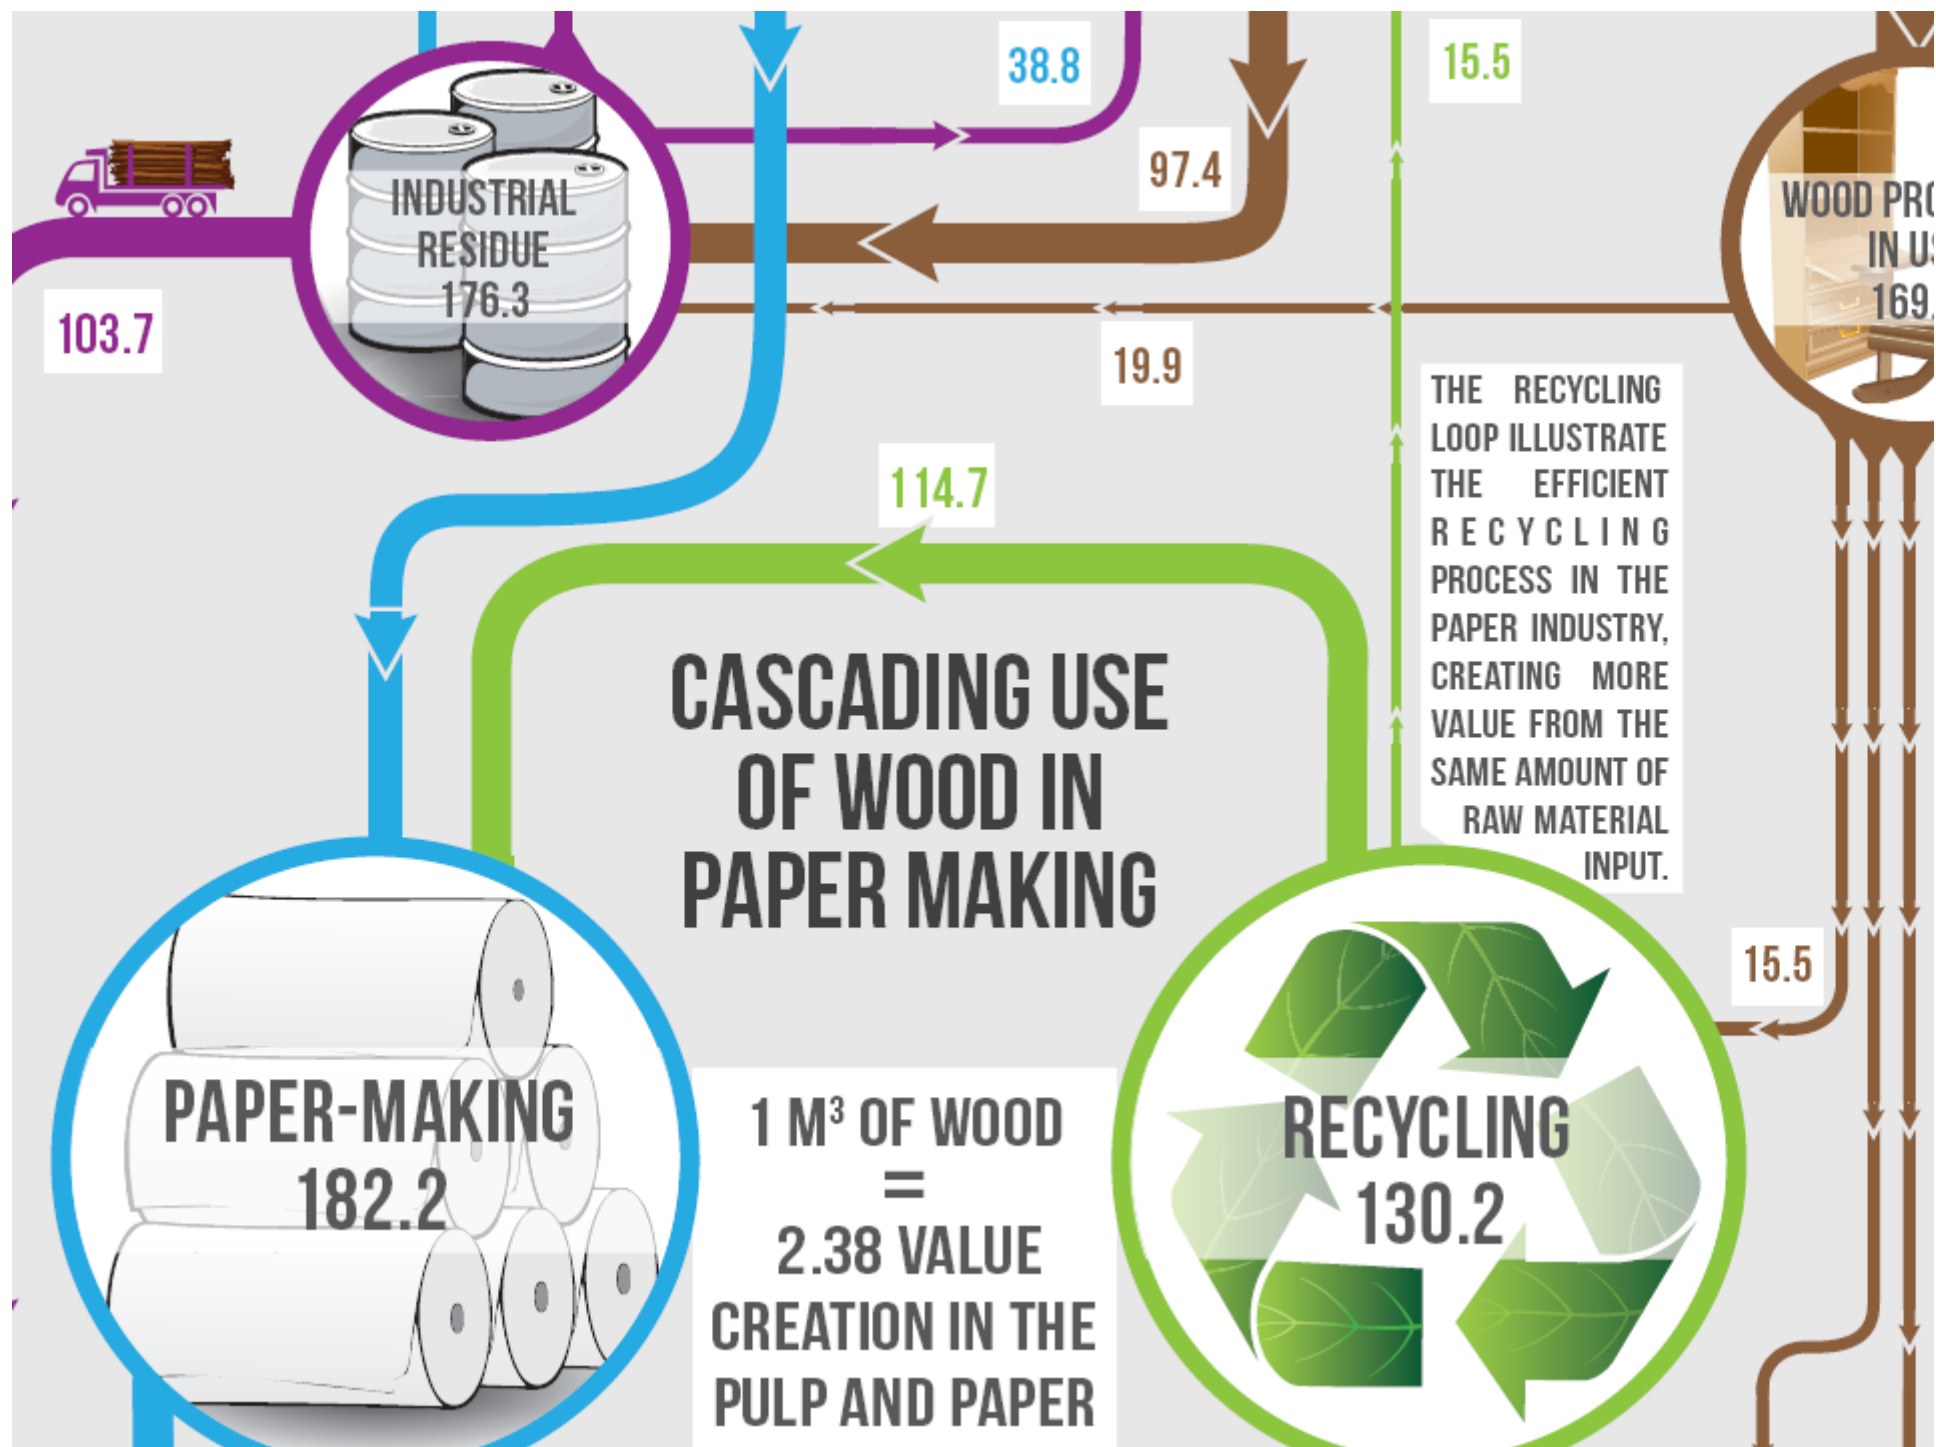 38.8
15.5
97.4
INDUSTRIAL
RESIDUE
176.3
103.7
19.9
IN
169.
THE RECYCLING
LOOP ILLUSTRATE
THE EFFICIENT
RECYCLING
PROCESS IN THE
PAPER INDUSTRY,
CREATING MORE
VALUE FROM THE
SAME AMOUNT OF
RAW MATERIAL
INPUT.
WOOD
114.7
CASCADING USE
OF WOOD IN
PAPER MAKING
15.5
PAPER-MAKING
182.2
1 M³ OF WOOD
=
2.38 VALUE
CREATION IN THE
PULP AND PAPER
RECYCLING
130.2